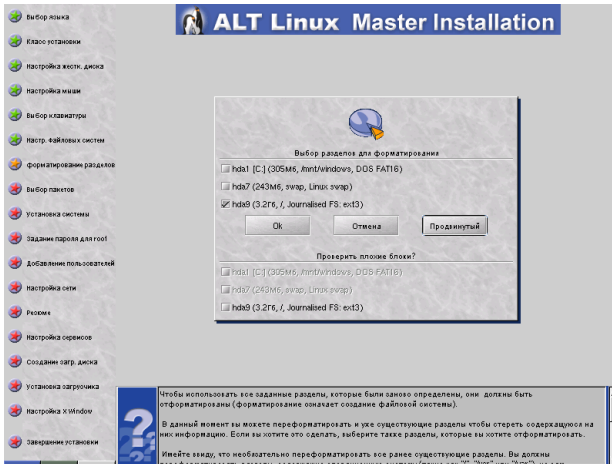 ALT Linux Master Installation
Выбор языка
Класс установки
Настройка жестк. диска
Настройка мыши
Выбор клавиатуры
Настр. Файловых систем
Форматирование разделов
Выбор пакетов
Установка системы
Задание пароля для root
Добавление пользователей
Настройка сети
Резюме
Настройка сервисов
Создание загр. диска
Установка загрузчика
Настройка X Window
Завершение установки
Выбор разделов для форматирования
hda1 [C:] (305Мб, /mnt/windows, DOS FAT16)
hda7 (243Мб, swap, Linux swap)
hda9 (3.2Гб, /, Journalised FS: ext3)
Ok
Отмена
Продвинутый
Проверить плохие блоки?
hda1 [C:] (305Мб, /mnt/windows, DOS FAT16)
hda7 (243Мб, swap, Linux swap)
hda9 (3.2Гб, /, Journalised FS: ext3)
Чтобы использовать все заданные разделы, которые были заново определены, они должны быть
отформатированы (форматирование означает создание файловой системы).
В данный момент вы можете переформатировать и уже существующие разделы чтобы стереть содержащуюся на
них информацию. Если вы хотите это сделать, выберите также разделы, которые вы хотите отформатировать.
Имейте ввиду, что необязательно переформатировать все ранее существующие разделы. Вы должны